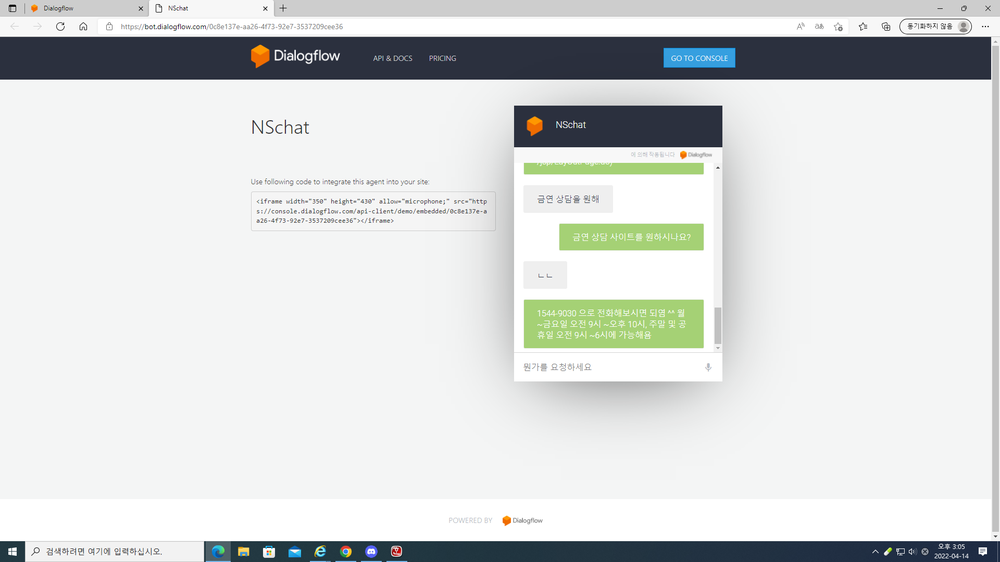 Dialogflow
NSchat
https://bot.dialogflow.com/0c8e137e-aa26-4f73-92e7-3537209cee36
동기화하지 않음
Dialogflow
API & DOCS
PRICING
GO TO CONSOLE
NSchat
Use following code to integrate this agent into your site:
<iframe width="350" height="430" allow="microphone;" src="http
s://console.dialogflow.com/api-client/demo/embedded/0c8e137e-a
a26-4f73-92e7-3537209cee36"></iframe>
NSchat
에 의해 작동됩니다
Dialogflow
/jsp/LayOutPage.do)
금연 상담을 원해
금연 상담 사이트를 원하시나요?
ㄴㄴ
1544-9030 으로 전화해보시면 되염 ^^ 월
~금요일 오전 9시 ~오후 10시, 주말 및 공
휴일 오전 9시 ~6시에 가능해욤
뭔가를 요청하세요
POWERED BY
Dialogflow
검색하려면 여기에 입력하십시오.
오후 3:05
2022-04-14